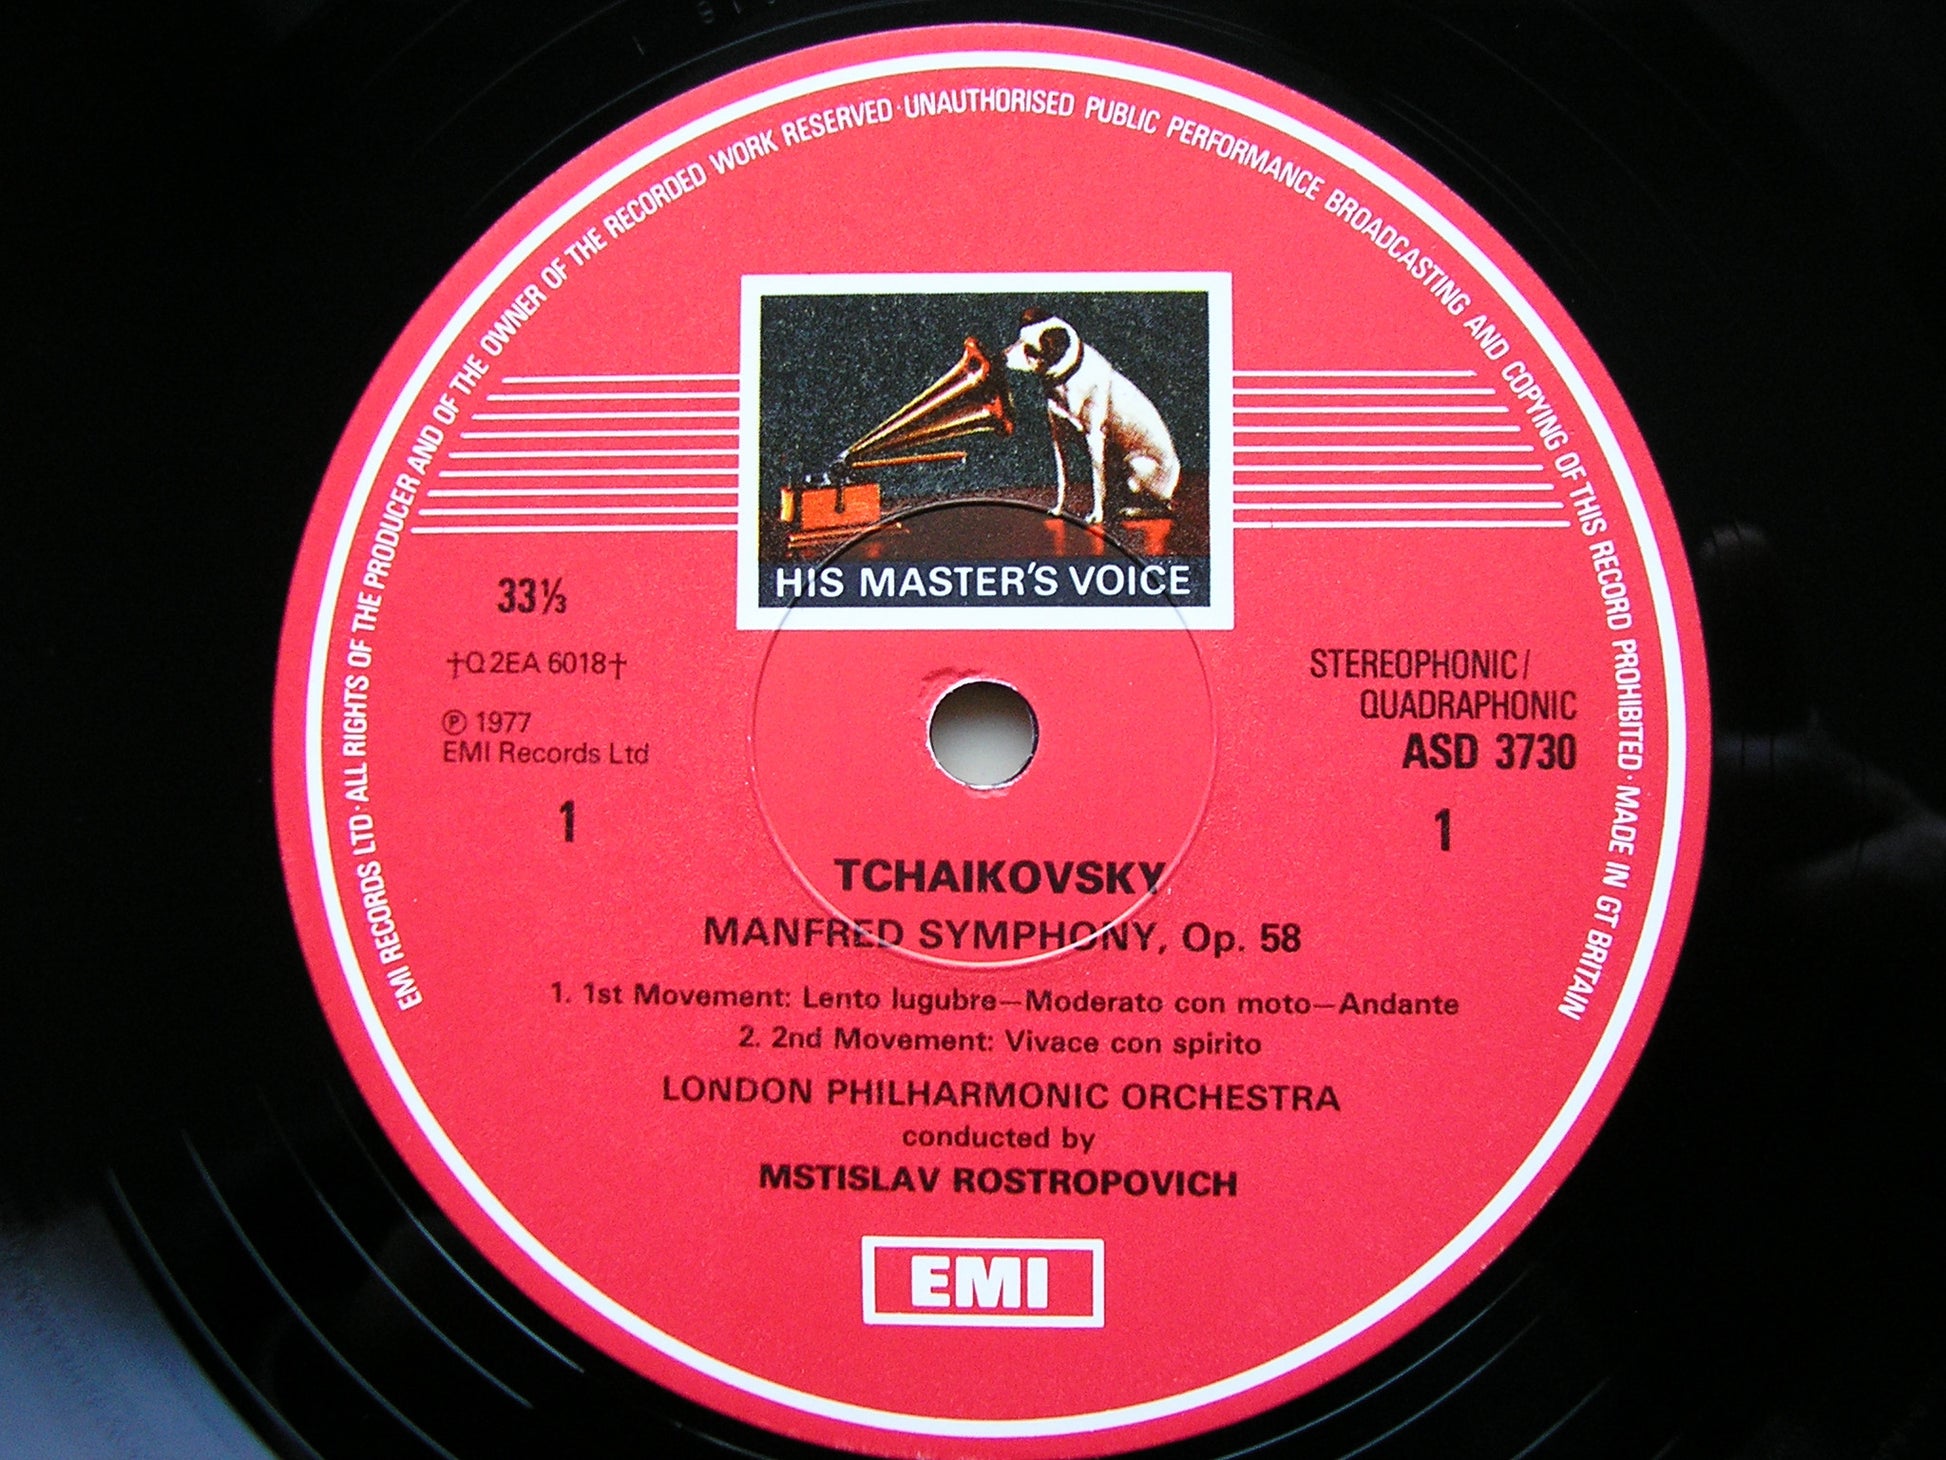 EMI RECORDS LTD · ALL RIGHTS OF THE PRODUCER AND OF THE OWNER OF THE RECORDED WORK RESERVED · UNAUTHORISED PUBLIC PERFORMANCE BROADCASTING AND COPYING OF THIS RECORD PROHIBITED · MADE IN GT BRITAIN
HIS MASTER'S VOICE
33⅓
†Q 2EA 6018†
℗ 1977
EMI Records Ltd
1
STEREOPHONIC/
QUADRAPHONIC
ASD 3730
1
TCHAIKOVSKY
MANFRED SYMPHONY, Op. 58
1. 1st Movement: Lento lugubre—Moderato con moto—Andante
2. 2nd Movement: Vivace con spirito
LONDON PHILHARMONIC ORCHESTRA
conducted by
MSTISLAV ROSTROPOVICH
EMI